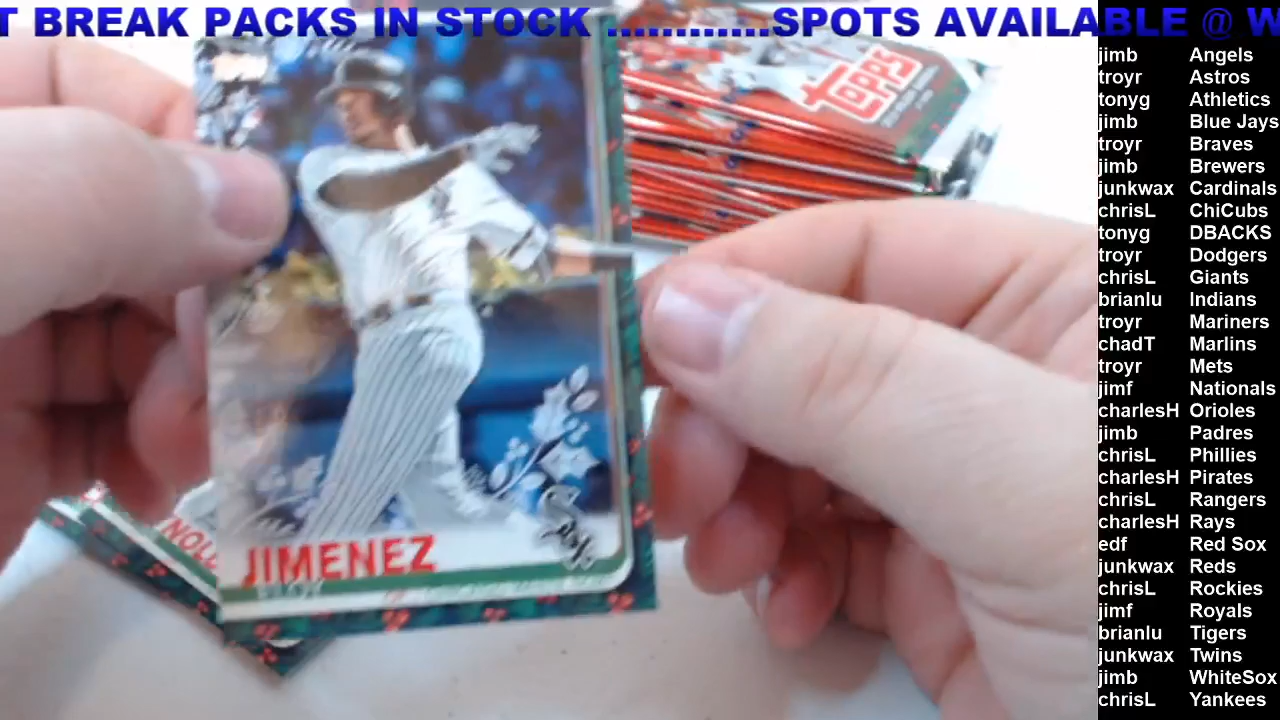 T BREAK PACKS IN STOCK ............SPOTS AVAILABLE @ W
topps
jimb Angels
troyr Astros
tonyg Athletics
jimb Blue Jays
troyr Braves
jimb Brewers
junkwax Cardinals
chrisL ChiCubs
tonyg DBACKS
troyr Dodgers
chrisL Giants
brianlu Indians
troyr Mariners
chadT Marlins
troyr Mets
jimf Nationals
charlesH Orioles
jimb Padres
chrisL Phillies
charlesH Pirates
chrisL Rangers
charlesH Rays
edf Red Sox
junkwax Reds
chrisL Rockies
jimf Royals
brianlu Tigers
junkwax Twins
jimb WhiteSox
chrisL Yankees
NOL
Sox
JIMENEZ
ELOY